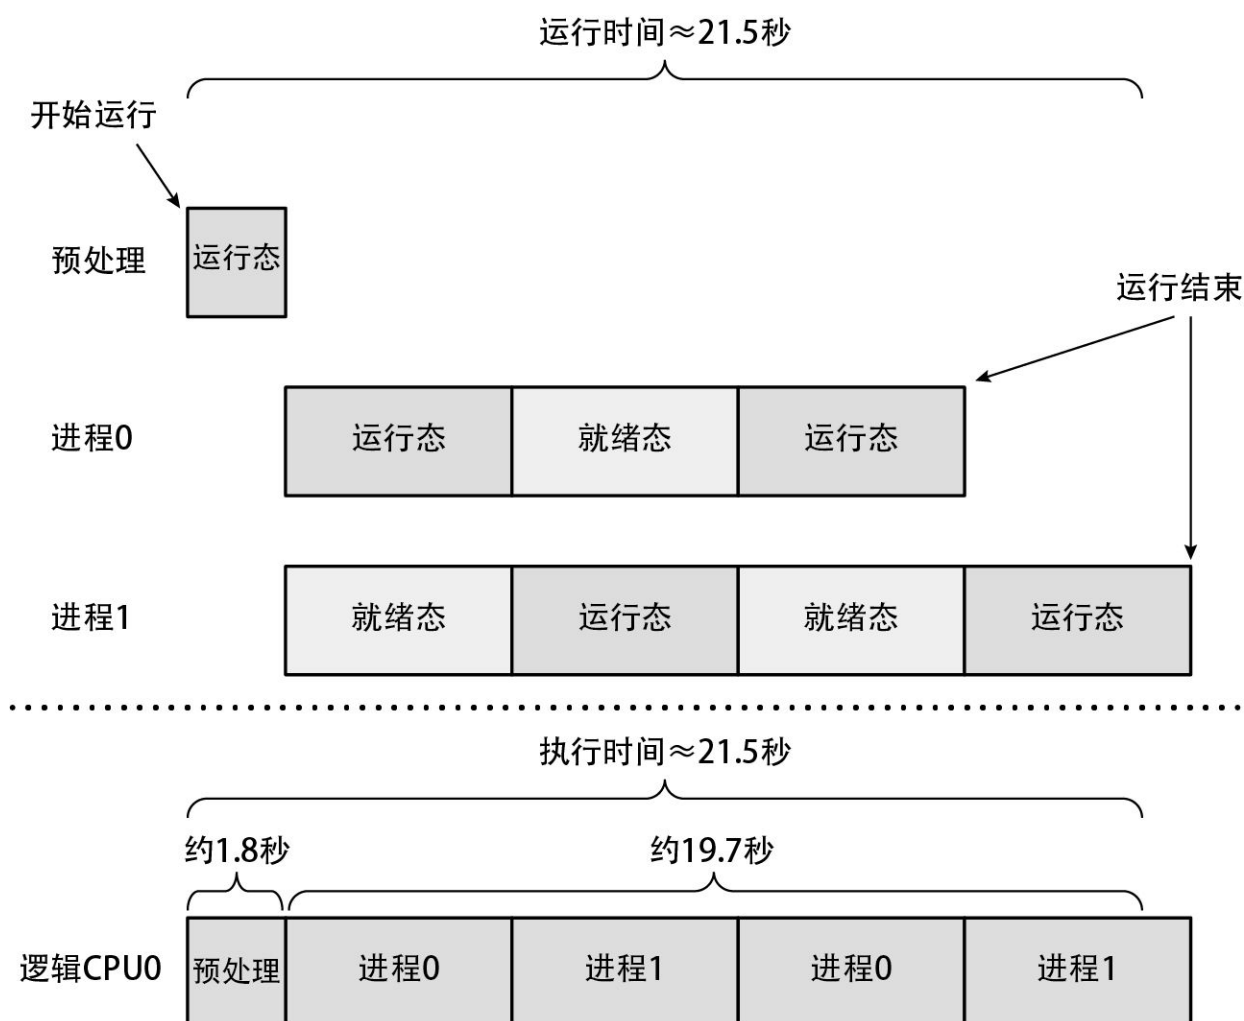 运行时间≈21.5秒
开始运行
预处理
运行态
运行结束
进程0
运行态
就绪态
运行态
进程1
就绪态
运行态
就绪态
运行态
执行时间≈21.5秒
约1.8秒
约19.7秒
逻辑CPU0
预处理
进程0
进程1
进程0
进程1